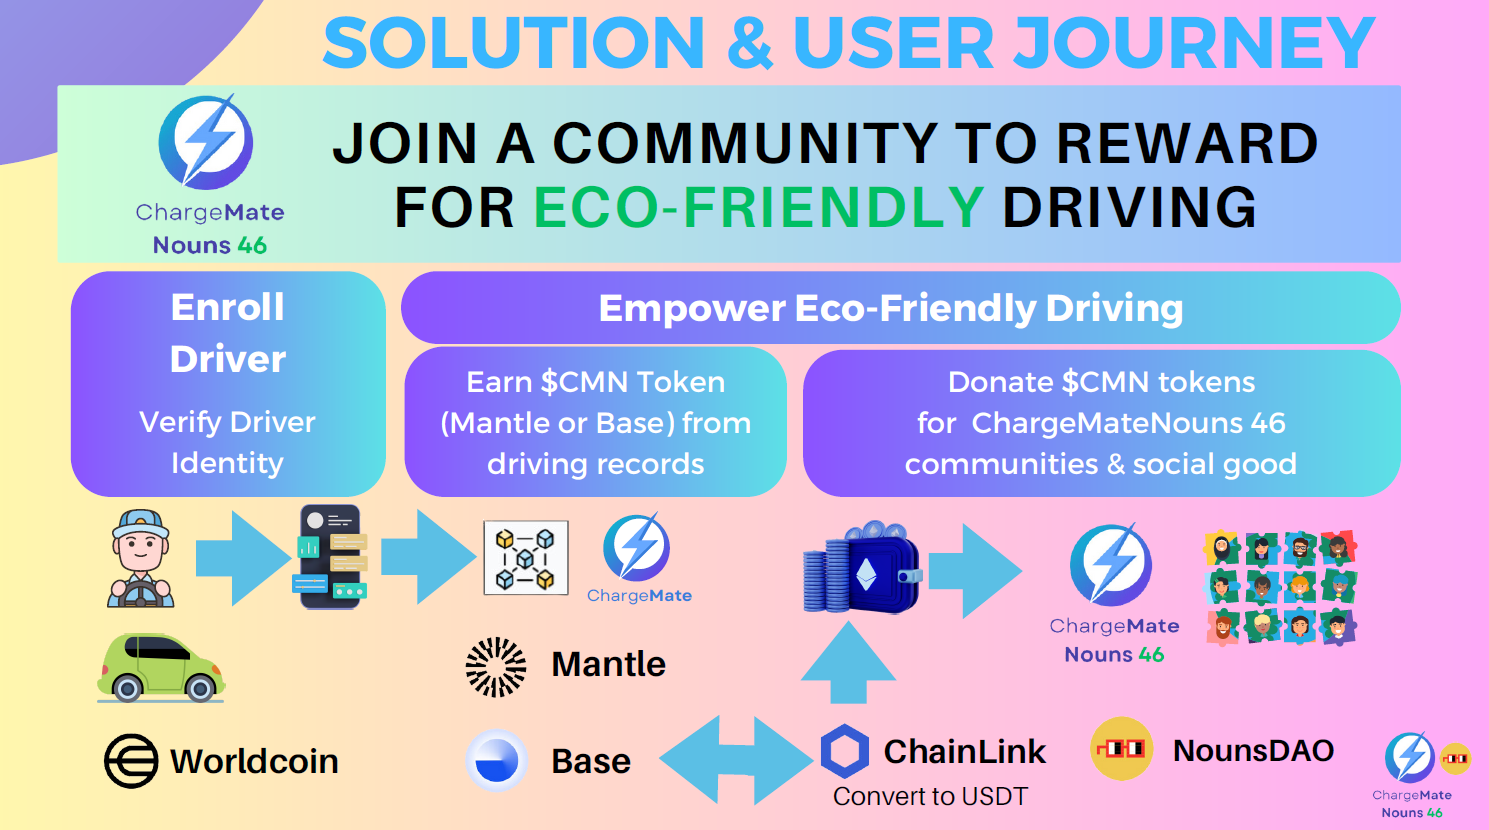 SOLUTION & USER JOURNEY
JOIN A COMMUNITY TO REWARD
FOR ECO-FRIENDLY DRIVING
ChargeMate
Nouns 46
Enroll
Driver
Verify Driver
Identity
Empower Eco-Friendly Driving
Earn $CMN Token
(Mantle or Base) from
driving records
Donate $CMN tokens
for ChargeMateNouns 46
communities & social good
ChargeMate
ChargeMate
Nouns 46
Mantle
Worldcoin
Base
ChainLink
Convert to USDT
NounsDAO
ChargeMate
Nouns 46